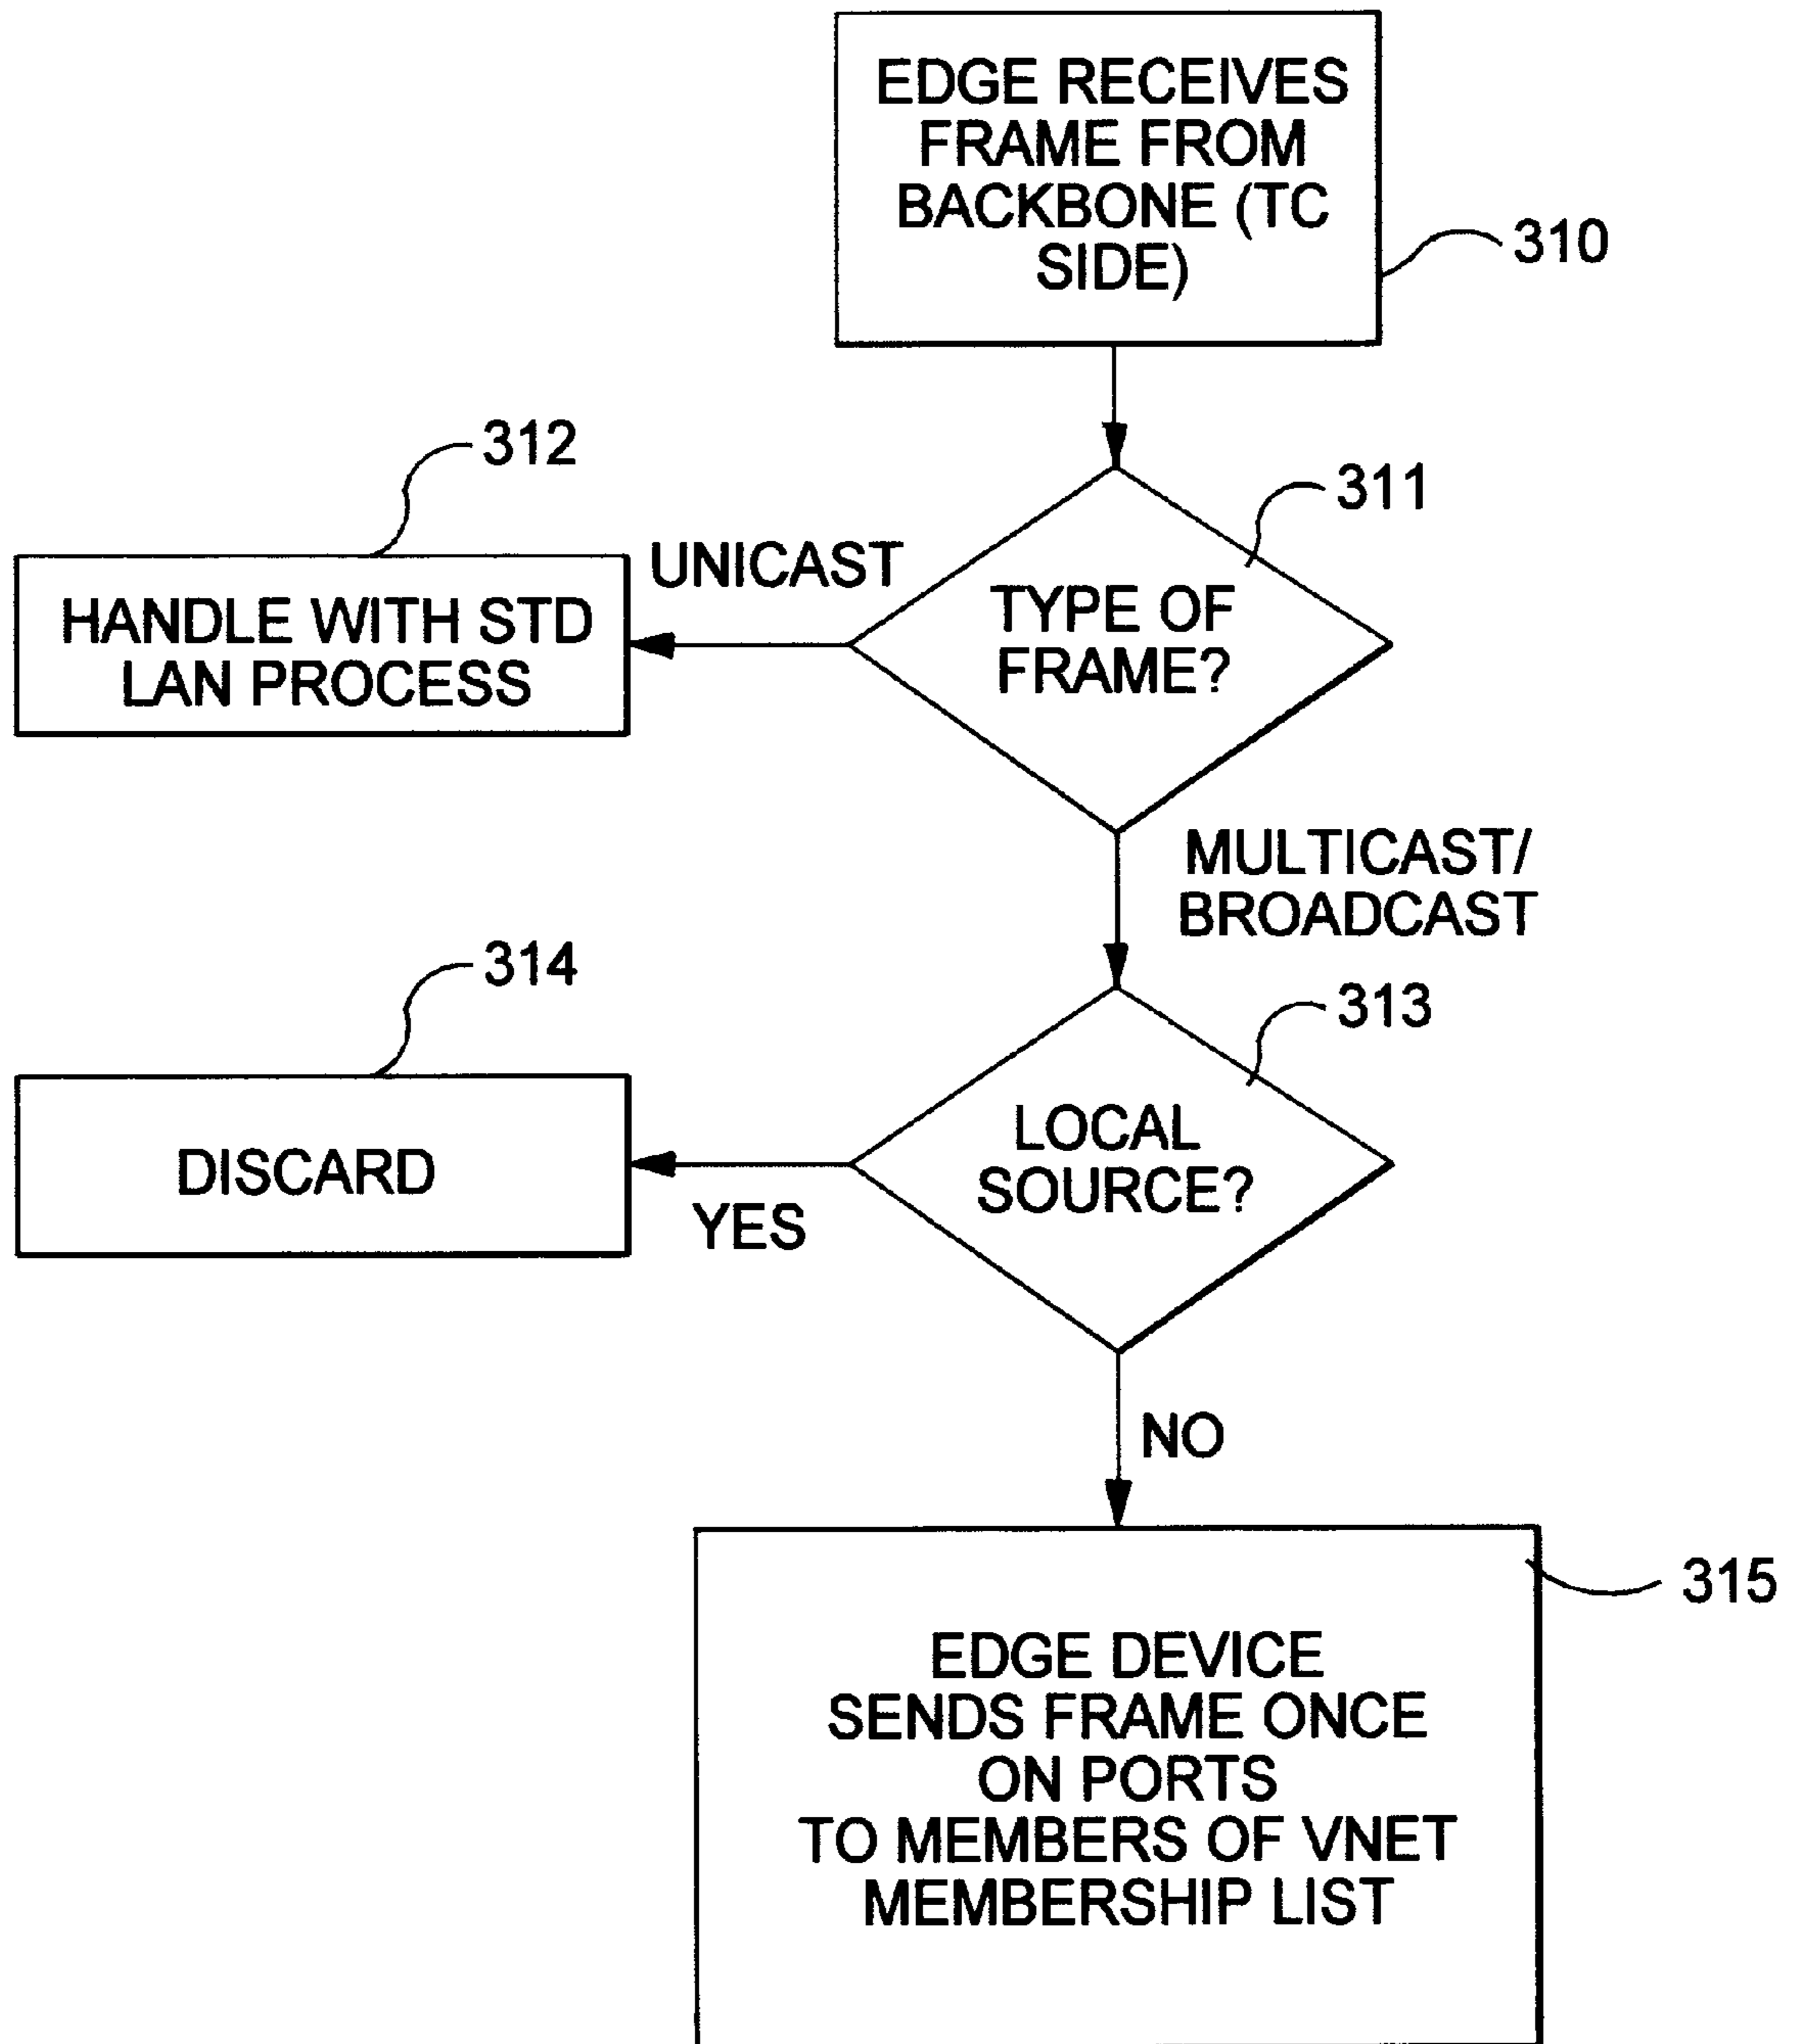 EDGE RECEIVES
FRAME FROM
BACKBONE (TC
SIDE)
310
312
311
UNICAST
HANDLE WITH STD
LAN PROCESS
TYPE OF
FRAME?
MULTICAST/
BROADCAST
314
313
DISCARD
LOCAL
SOURCE?
YES
NO
315
EDGE DEVICE
SENDS FRAME ONCE
ON PORTS
TO MEMBERS OF VNET
MEMBERSHIP LIST